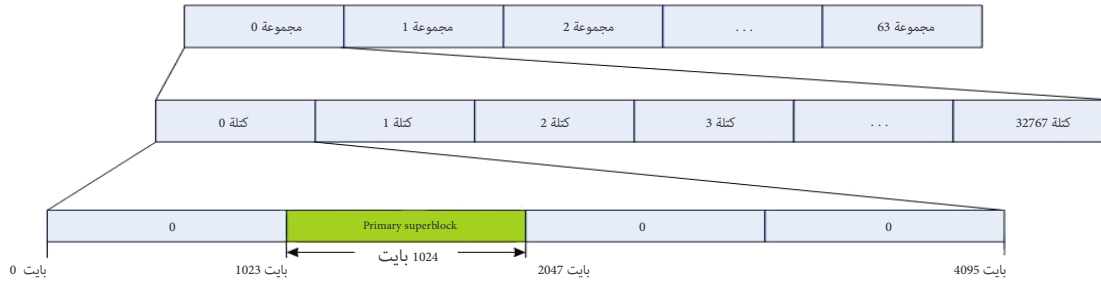 مجموعة 0
مجموعة 1
مجموعة 2
. . .
مجموعة 63
كتلة 0
كتلة 1
كتلة 2
كتلة 3
. . .
كتلة 32767
0
Primary superblock
0
0
1024 بايت
بايت 0
بايت 1023
بايت 2047
بايت 4095